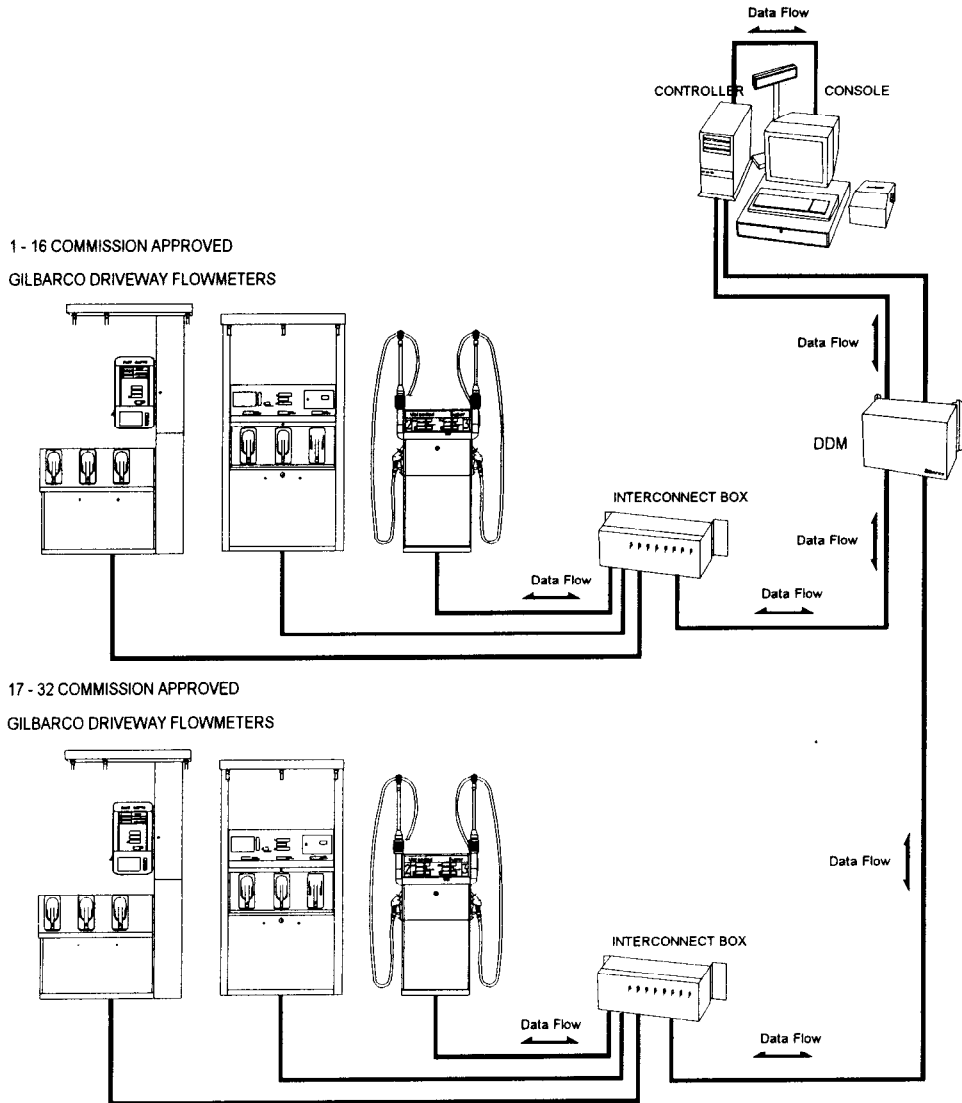 Data Flow
CONTROLLER
CONSOLE
1 - 16 COMMISSION APPROVED
GILBARCO DRIVEWAY FLOWMETERS
Data Flow
DDM
INTERCONNECT BOX
Data Flow
Data Flow
Data Flow
17 - 32 COMMISSION APPROVED
GILBARCO DRIVEWAY FLOWMETERS
Data Flow
INTERCONNECT BOX
Data Flow
Data Flow